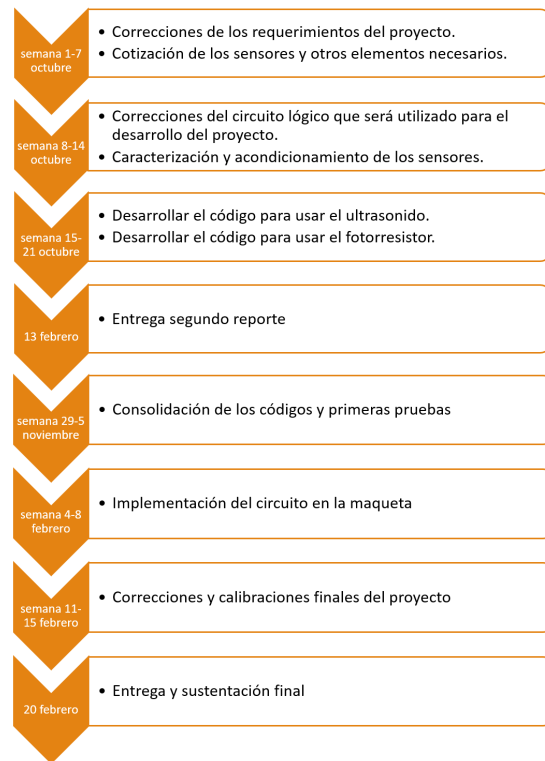 semana 1-7
octubre
• Correcciones de los requerimientos del proyecto.
• Cotización de los sensores y otros elementos necesarios.
semana 8-14
octubre
• Correcciones del circuito lógico que será utilizado para el
desarrollo del proyecto.
• Caracterización y acondicionamiento de los sensores.
semana 15-
21 octubre
• Desarrollar el código para usar el ultrasonido.
• Desarrollar el código para usar el fotorresistor.
13 febrero
• Entrega segundo reporte
semana 29-5
noviembre
• Consolidación de los códigos y primeras pruebas
semana 4-8
febrero
• Implementación del circuito en la maqueta
semana 11-
15 febrero
• Correcciones y calibraciones finales del proyecto
20 febrero
• Entrega y sustentación final